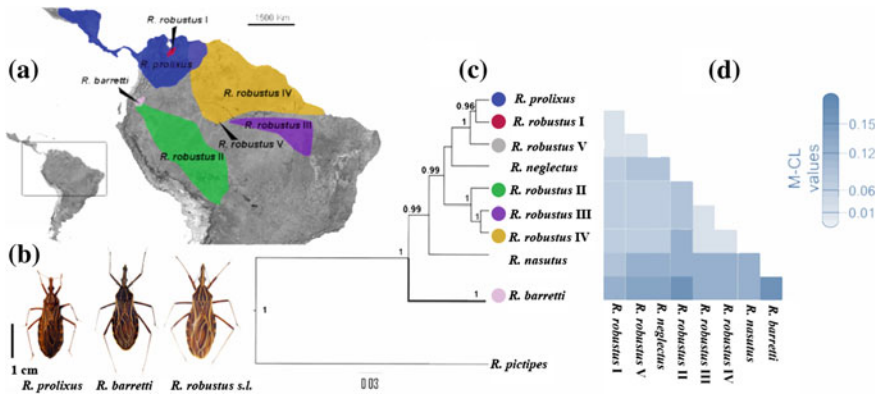 (a)
R. robustus I
1500 Km
R. prolixus
R. barretti
R. robustus IV
R. robustus III
R. robustus V
R. robustus II
(b)
1 cm
R. prolixus
R. barretti
R. robustus s.l.
(c)
0.96
R. prolixus
1
R. robustus I
R. robustus V
0.99
R. neglectus
0.99
1
R. robustus II
R. robustus III
1
R. robustus IV
1
R. nasutus
1
R. barretti
1
R. pictipes
0.03
(d)
M-CL
values
0.15
0.12
0.06
0.01
R. robustus I
R. robustus V
R. neglectus
R. robustus II
R. robustus III
R. robustus IV
R. nasutus
R. barretti